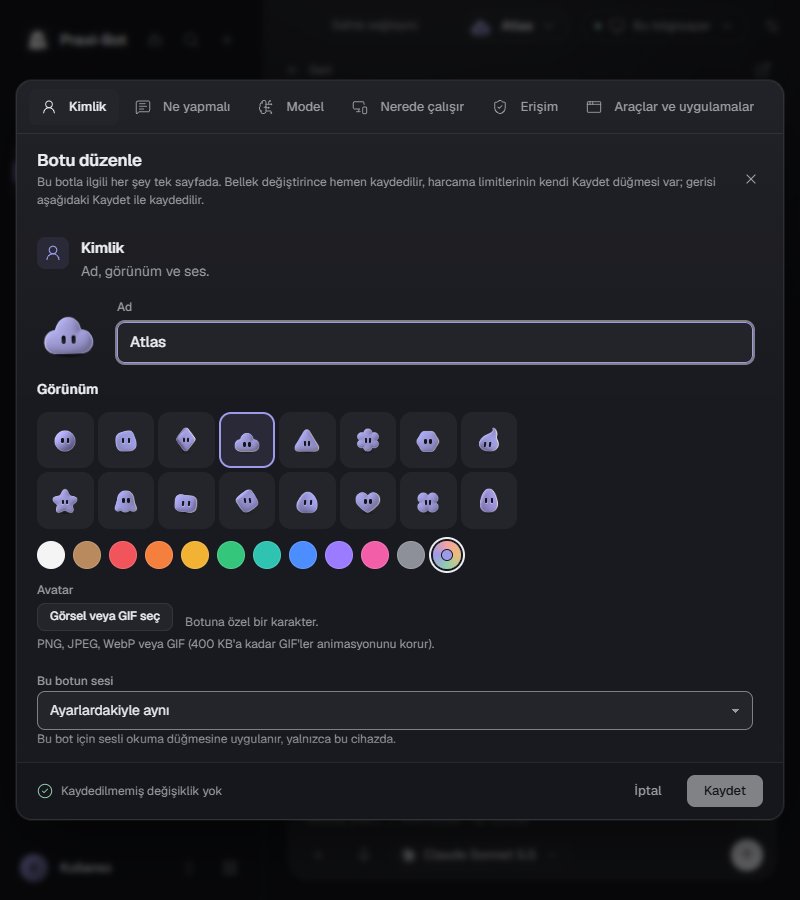 Praxi-Bot
Atlas
Kimlik
Ne yapmalı
Model
Nerede çalışır
Erişim
Araçlar ve uygulamalar
Botu düzenle
Bu botla ilgili her şey tek sayfada. Bellek değiştirince hemen kaydedilir, harcama limitlerinin kendi Kaydet düğmesi var; gerisi
aşağıdaki Kaydet ile kaydedilir.
Kimlik
Ad, görünüm ve ses.
Ad
Atlas
Görünüm
Avatar
Görsel veya GIF seç
Botuna özel bir karakter.
PNG, JPEG, WebP veya GIF (400 KB'a kadar GIF'ler animasyonunu korur).
Bu botun sesi
Ayarlardakiyle aynı
Bu bot için sesli okuma düğmesine uygulanır, yalnızca bu cihazda.
Kaydedilmemiş değişiklik yok
İptal
Kaydet